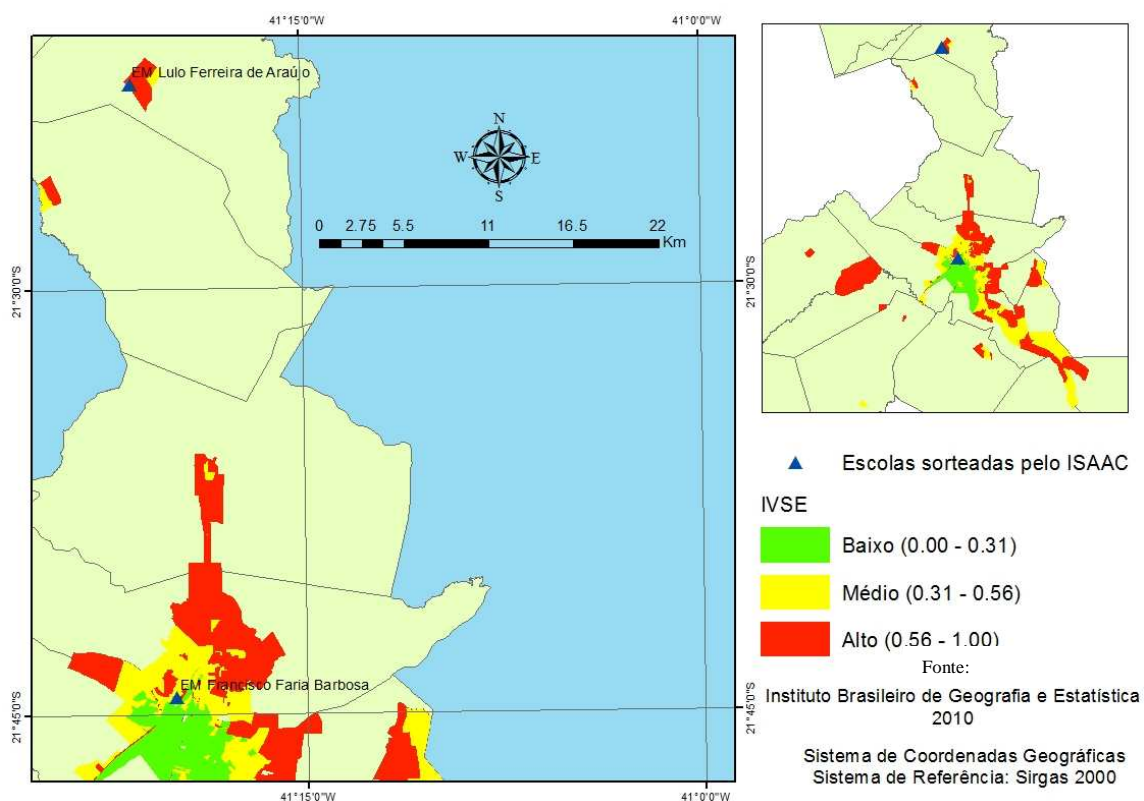 41°15'0"W
41°0'0"W
EM Lulo Ferreira de Araújo
N
W
E
S
0
2.75
5.5
11
16.5
22
Km
21°30'0"S
21°30'0"S
EM Francisco Faria Barbosa
21°45'0"S
21°45'0"S
41°15'0"W
41°0'0"W
Escolas sorteadas pelo ISAAC
IVSE
Baixo (0.00 - 0.31)
Médio (0.31 - 0.56)
Alto (0.56 - 1.00)
Fonte:
Instituto Brasileiro de Geografia e Estatística
2010
Sistema de Coordenadas Geográficas
Sistema de Referência: Sirgas 2000